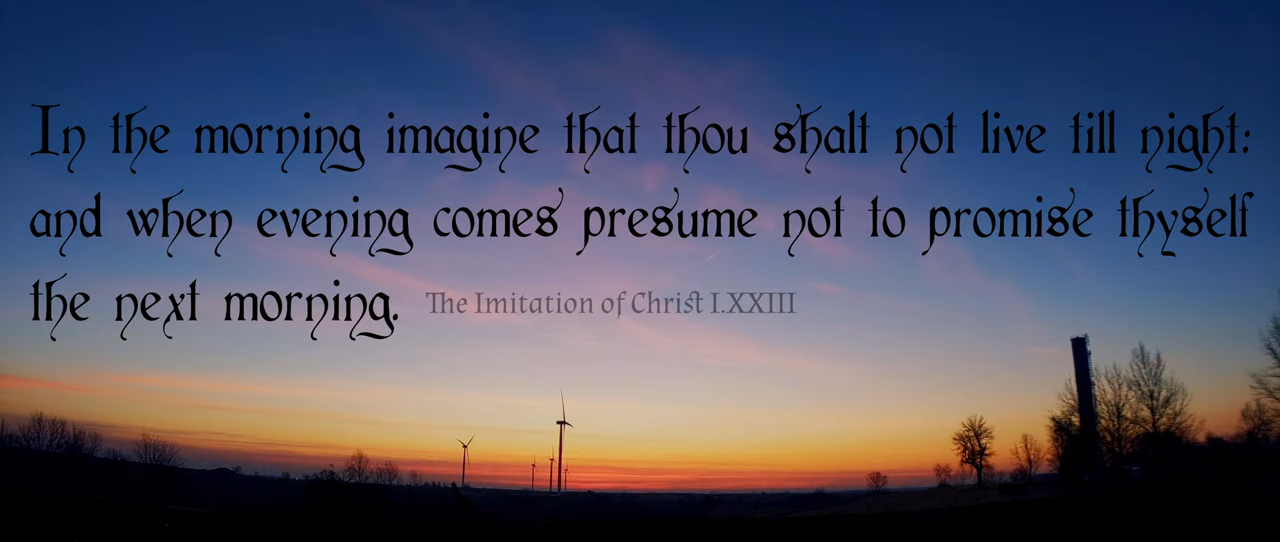 In the morning imagine that thou shalt not live till night:
and when evening comes presume not to promise thyself
the next morning. The Imitation of Christ I.XXIII